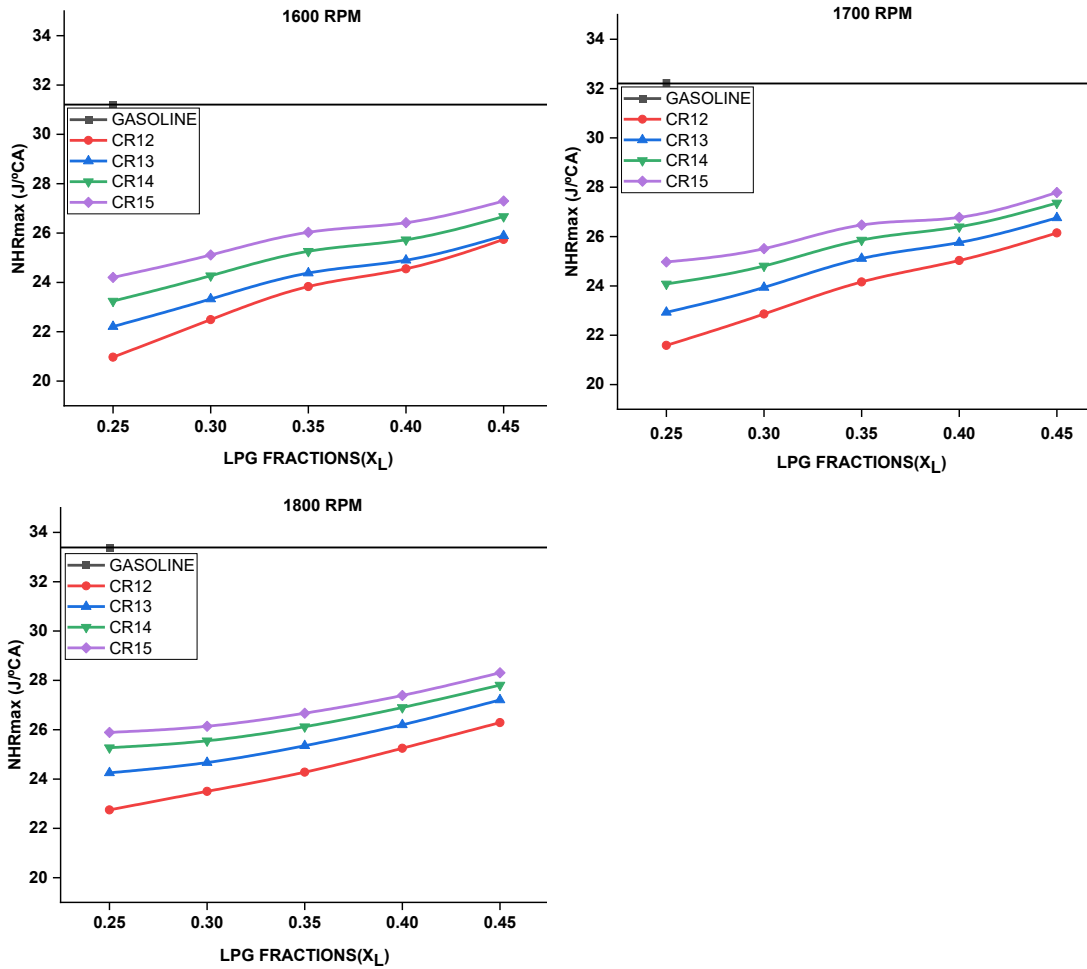 1600 RPM
34
32
30
28
26
24
22
20
NHRmax (J/ºCA)
GASOLINE
CR12
CR13
CR14
CR15
0.25 0.30 0.35 0.40 0.45
LPG FRACTIONS(X_L)
1700 RPM
34
32
30
28
26
24
22
20
NHRmax (J/ºCA)
GASOLINE
CR12
CR13
CR14
CR15
0.25 0.30 0.35 0.40 0.45
LPG FRACTIONS(X_L)
1800 RPM
34
32
30
28
26
24
22
20
NHRmax (J/ºCA)
GASOLINE
CR12
CR13
CR14
CR15
0.25 0.30 0.35 0.40 0.45
LPG FRACTIONS(X_L)